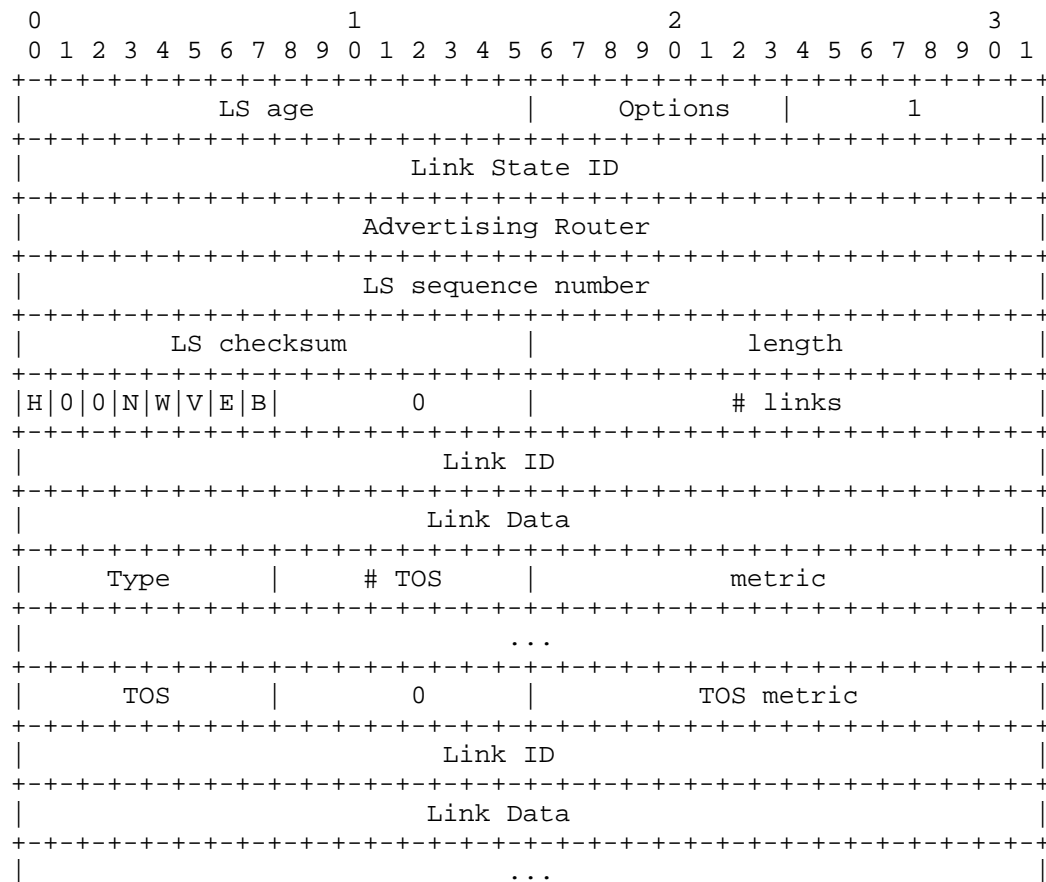 0                   1                   2                   3
 0 1 2 3 4 5 6 7 8 9 0 1 2 3 4 5 6 7 8 9 0 1 2 3 4 5 6 7 8 9 0 1
+-+-+-+-+-+-+-+-+-+-+-+-+-+-+-+-+-+-+-+-+-+-+-+-+-+-+-+-+-+-+-+-+
|            LS age             |     Options   |       1       |
+-+-+-+-+-+-+-+-+-+-+-+-+-+-+-+-+-+-+-+-+-+-+-+-+-+-+-+-+-+-+-+-+
|                        Link State ID                          |
+-+-+-+-+-+-+-+-+-+-+-+-+-+-+-+-+-+-+-+-+-+-+-+-+-+-+-+-+-+-+-+-+
|                     Advertising Router                        |
+-+-+-+-+-+-+-+-+-+-+-+-+-+-+-+-+-+-+-+-+-+-+-+-+-+-+-+-+-+-+-+-+
|                     LS sequence number                        |
+-+-+-+-+-+-+-+-+-+-+-+-+-+-+-+-+-+-+-+-+-+-+-+-+-+-+-+-+-+-+-+-+
|         LS checksum           |             length            |
+-+-+-+-+-+-+-+-+-+-+-+-+-+-+-+-+-+-+-+-+-+-+-+-+-+-+-+-+-+-+-+-+
|H|0|0|N|W|V|E|B|        0      |            # links            |
+-+-+-+-+-+-+-+-+-+-+-+-+-+-+-+-+-+-+-+-+-+-+-+-+-+-+-+-+-+-+-+-+
|                          Link ID                              |
+-+-+-+-+-+-+-+-+-+-+-+-+-+-+-+-+-+-+-+-+-+-+-+-+-+-+-+-+-+-+-+-+
|                         Link Data                             |
+-+-+-+-+-+-+-+-+-+-+-+-+-+-+-+-+-+-+-+-+-+-+-+-+-+-+-+-+-+-+-+-+
|     Type      |     # TOS     |            metric             |
+-+-+-+-+-+-+-+-+-+-+-+-+-+-+-+-+-+-+-+-+-+-+-+-+-+-+-+-+-+-+-+-+
|                              ...                              |
+-+-+-+-+-+-+-+-+-+-+-+-+-+-+-+-+-+-+-+-+-+-+-+-+-+-+-+-+-+-+-+-+
|      TOS      |        0      |          TOS metric           |
+-+-+-+-+-+-+-+-+-+-+-+-+-+-+-+-+-+-+-+-+-+-+-+-+-+-+-+-+-+-+-+-+
|                          Link ID                              |
+-+-+-+-+-+-+-+-+-+-+-+-+-+-+-+-+-+-+-+-+-+-+-+-+-+-+-+-+-+-+-+-+
|                         Link Data                             |
+-+-+-+-+-+-+-+-+-+-+-+-+-+-+-+-+-+-+-+-+-+-+-+-+-+-+-+-+-+-+-+-+
|                              ...                              |